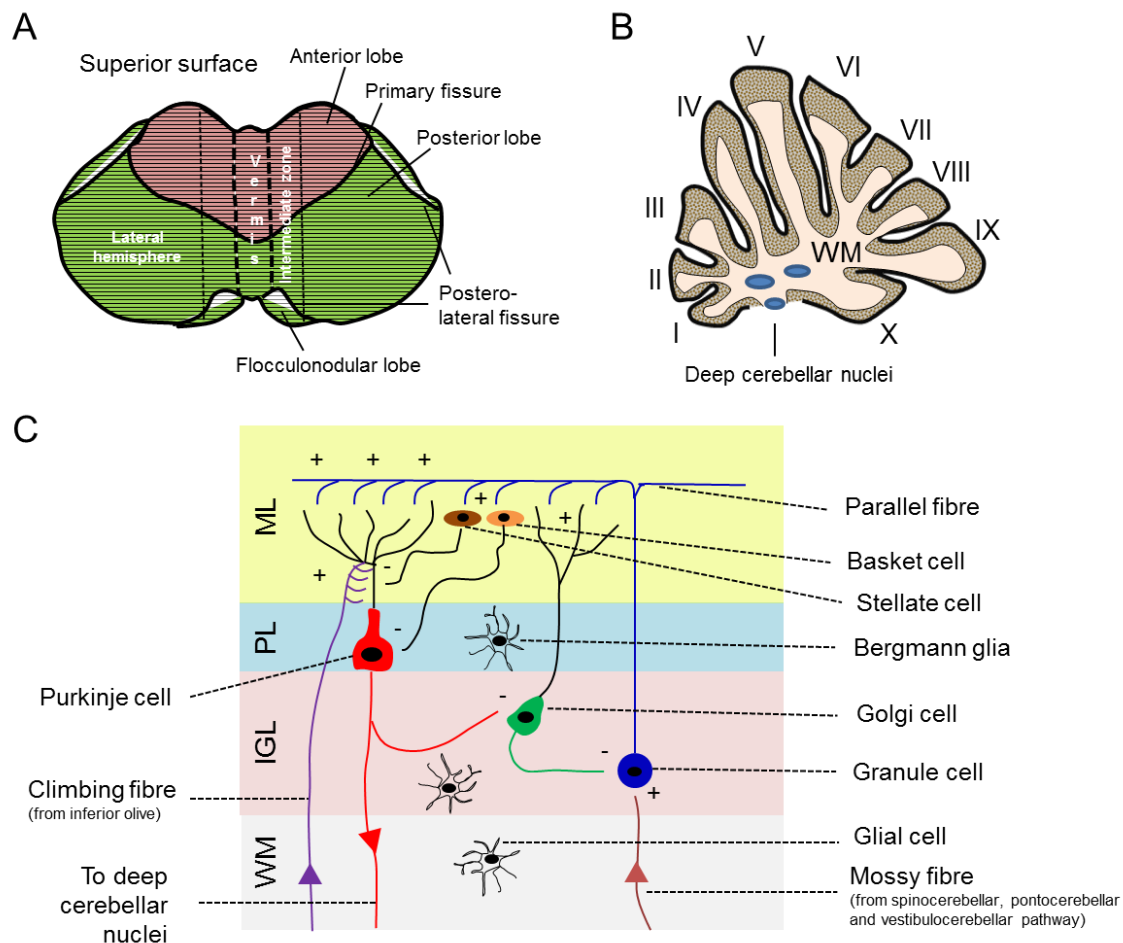 A
Superior surface
Anterior lobe
Primary fissure
Posterior lobe
Vermis
Intermediate zone
Lateral
hemisphere
Postero-
lateral fissure
Flocculonodular lobe
B
I
II
III
IV
V
VI
VII
VIII
IX
X
WM
Deep cerebellar nuclei
C
ML
PL
IGL
WM
+
+
+
+
+
+
-
-
-
-
+
Parallel fibre
Basket cell
Stellate cell
Bergmann glia
Golgi cell
Granule cell
Glial cell
Mossy fibre
(from spinocerebellar, pontocerebellar
and vestibulocerebellar pathway)
Purkinje cell
Climbing fibre
(from inferior olive)
To deep
cerebellar
nuclei